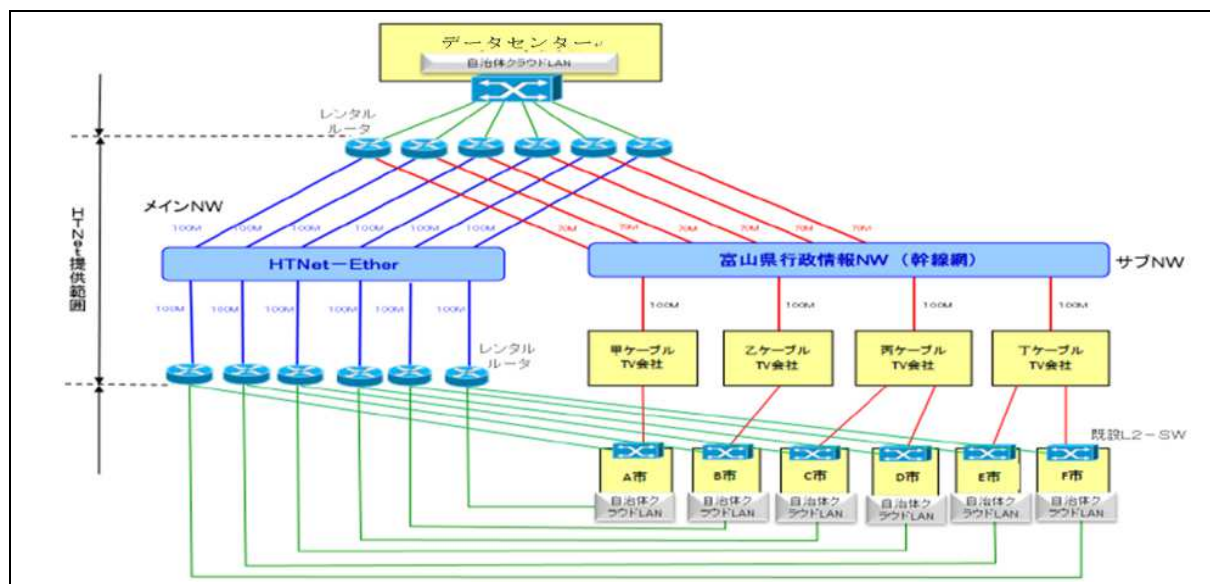 データセンター
自治体クラウドLAN
レンタル
ルータ
メインNW
HTNet提供範囲
100M 100M 100M 100M 100M 100M
70M 70M 70M 70M 70M 70M
HTNet－Ether
富山県行政情報NW（幹線網）
サブNW
100M 100M 100M 100M 100M 100M
100M 100M 100M 100M
レンタル
ルータ
甲ケーブル
TV会社
乙ケーブル
TV会社
丙ケーブル
TV会社
丁ケーブル
TV会社
既設L2－SW
A市
B市
C市
D市
E市
F市
自治体ク
ラウドLAN
自治体ク
ラウドLAN
自治体ク
ラウドLAN
自治体ク
ラウドLAN
自治体ク
ラウドLAN
自治体ク
ラウドLAN